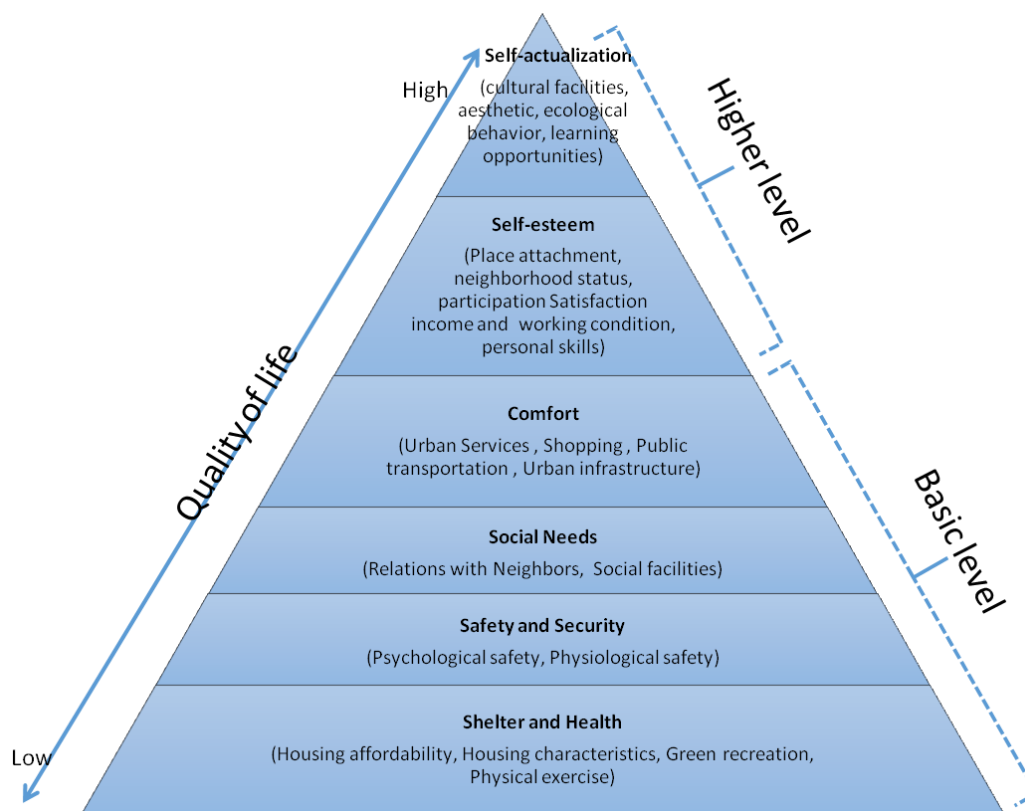 Self-actualization
(cultural facilities,
aesthetic, ecological
behavior, learning
opportunities)
High
Higher level
Self-esteem
(Place attachment,
neighborhood status,
participation Satisfaction
income and working condition,
personal skills)
Quality of life
Comfort
(Urban Services , Shopping , Public
transportation , Urban infrastructure)
Basic level
Social Needs
(Relations with Neighbors, Social facilities)
Safety and Security
(Psychological safety, Physiological safety)
Shelter and Health
(Housing affordability, Housing characteristics, Green recreation,
Physical exercise)
Low